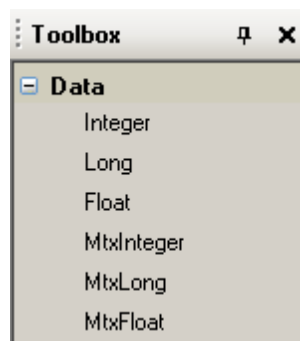 Toolbox
Data
Integer
Long
Float
MtxInteger
MtxLong
MtxFloat